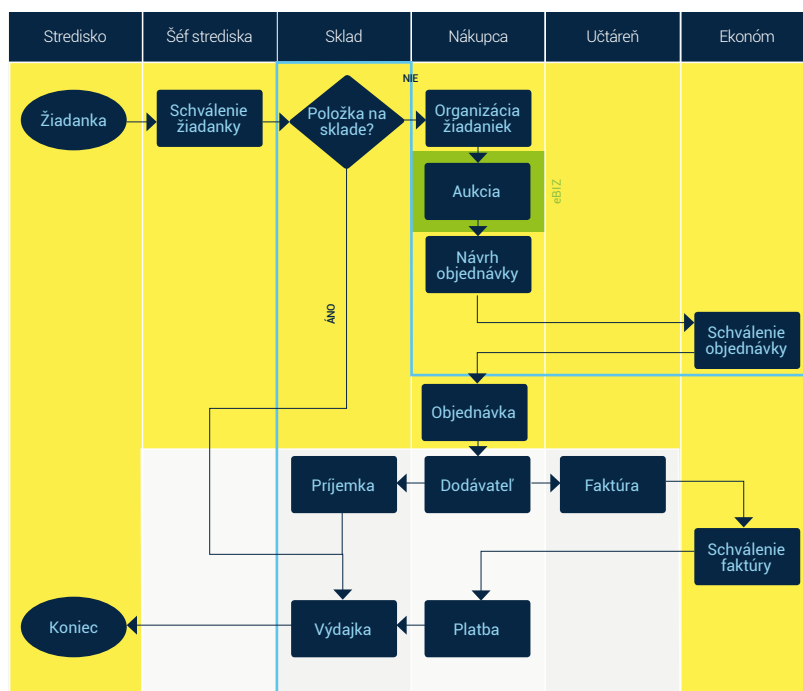 Stredisko
Šéf strediska
Sklad
Nákupca
Učtáreň
Ekonóm
Žiadanka
Schválenie
žiadanky
Položka na
sklade?
NIE
Organizácia
žiadaniek
Aukcia
eBIZ
Návrh
objednávky
ÁNO
Schválenie
objednávky
Objednávka
Príjemka
Dodávateľ
Faktúra
Schválenie
faktúry
Koniec
Výdajka
Platba